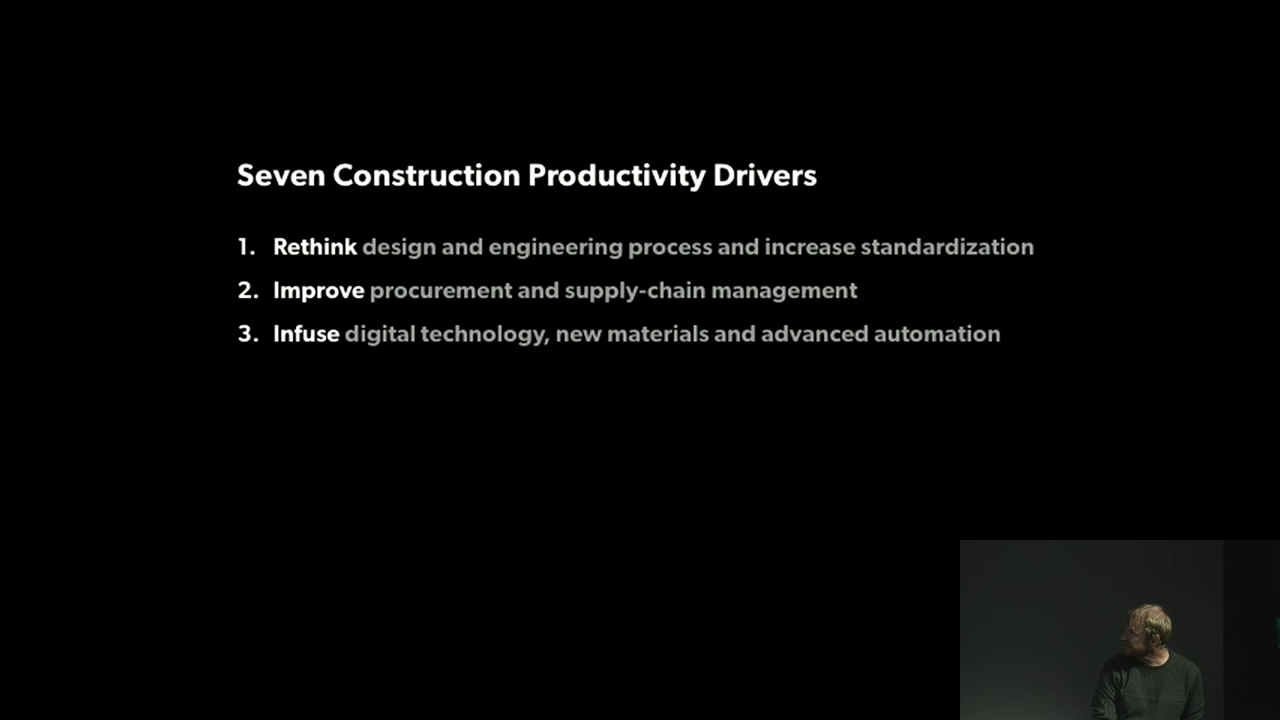 Seven Construction Productivity Drivers
1. Rethink design and engineering process and increase standardization
2. Improve procurement and supply-chain management
3. Infuse digital technology, new materials and advanced automation